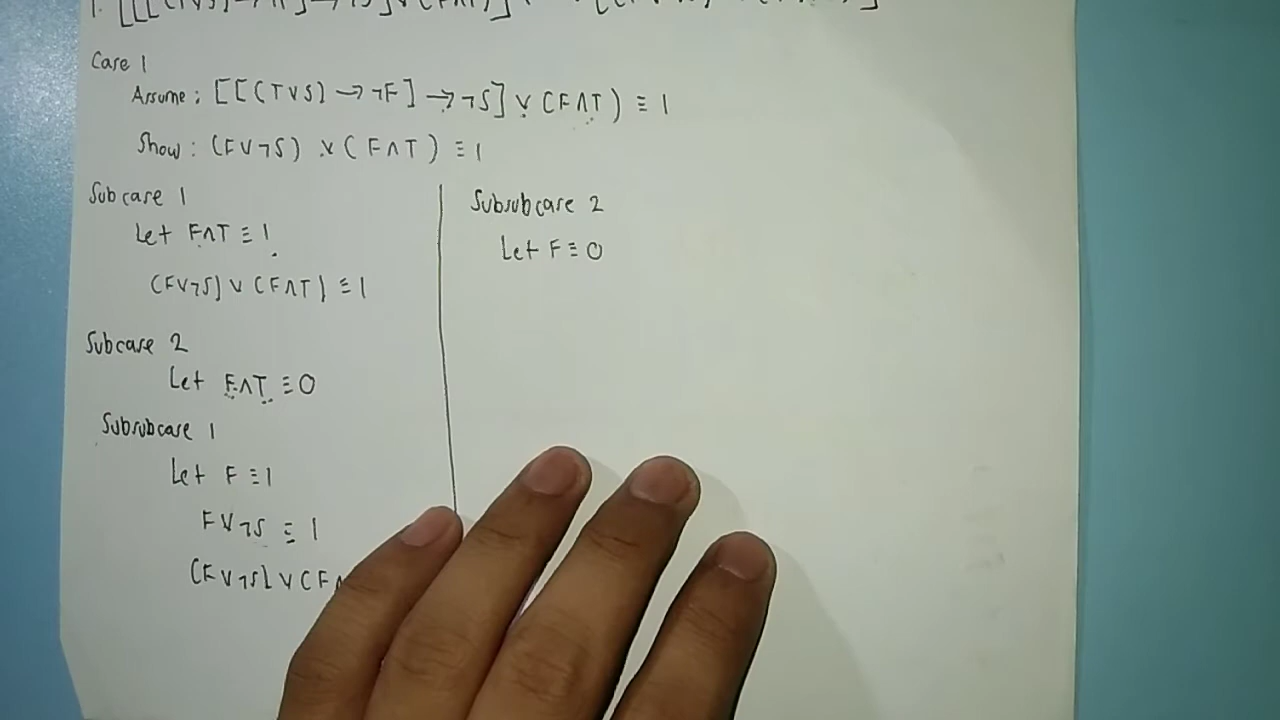 Case 1
Assume: [[(T∨S) → ¬F] → ¬S] ∨ (F∧T) ≡ 1
Show: (F∨¬S) ∨ (F∧T) ≡ 1
Subcase 1
Let F∧T ≡ 1
(F∨¬S) ∨ (F∧T) ≡ 1
Subcase 2
Let F∧T ≡ 0
Subsubcase 1
Let F ≡ 1
F∨¬S ≡ 1
(F∨¬S) ∨ (F∧
Subsubcase 2
Let F ≡ 0